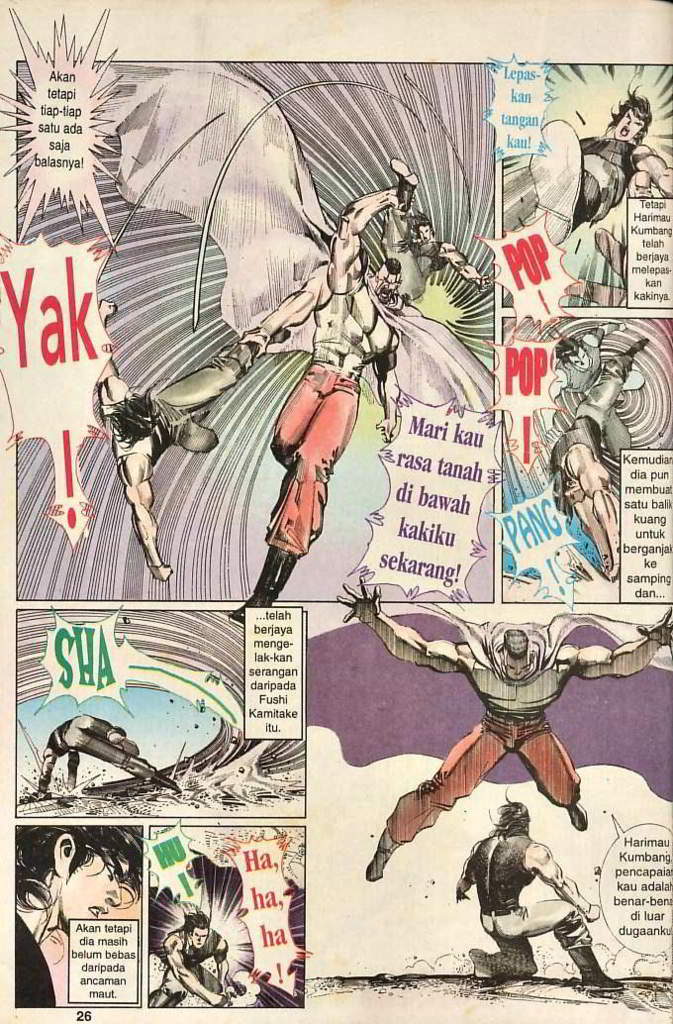 Akan
tetapi
tiap-tiap
satu ada
saja
balasnya!
Yak
!
Mari kau
rasa tanah
di bawah
kakiku
sekarang!
Lepas-
kan
tangan
kau!
Tetapi
Harimau
Kumbang
telah
berjaya
melepas-
kan
kakinya.
POP
!
POP
!
PANG
!
Kemudian
dia pun
membuat
satu balik
kuang
untuk
berganjak
ke
samping
dan...
SHA
...telah
berjaya
menge-
lak-kan
serangan
daripada
Fushi
Kamitake
itu.
Akan tetapi
dia masih
belum bebas
daripada
ancaman
maut.
HU
!
Ha,
ha,
ha
!
Harimau
Kumbang,
pencapaian
kau adalah
benar-benar
di luar
dugaanku
26